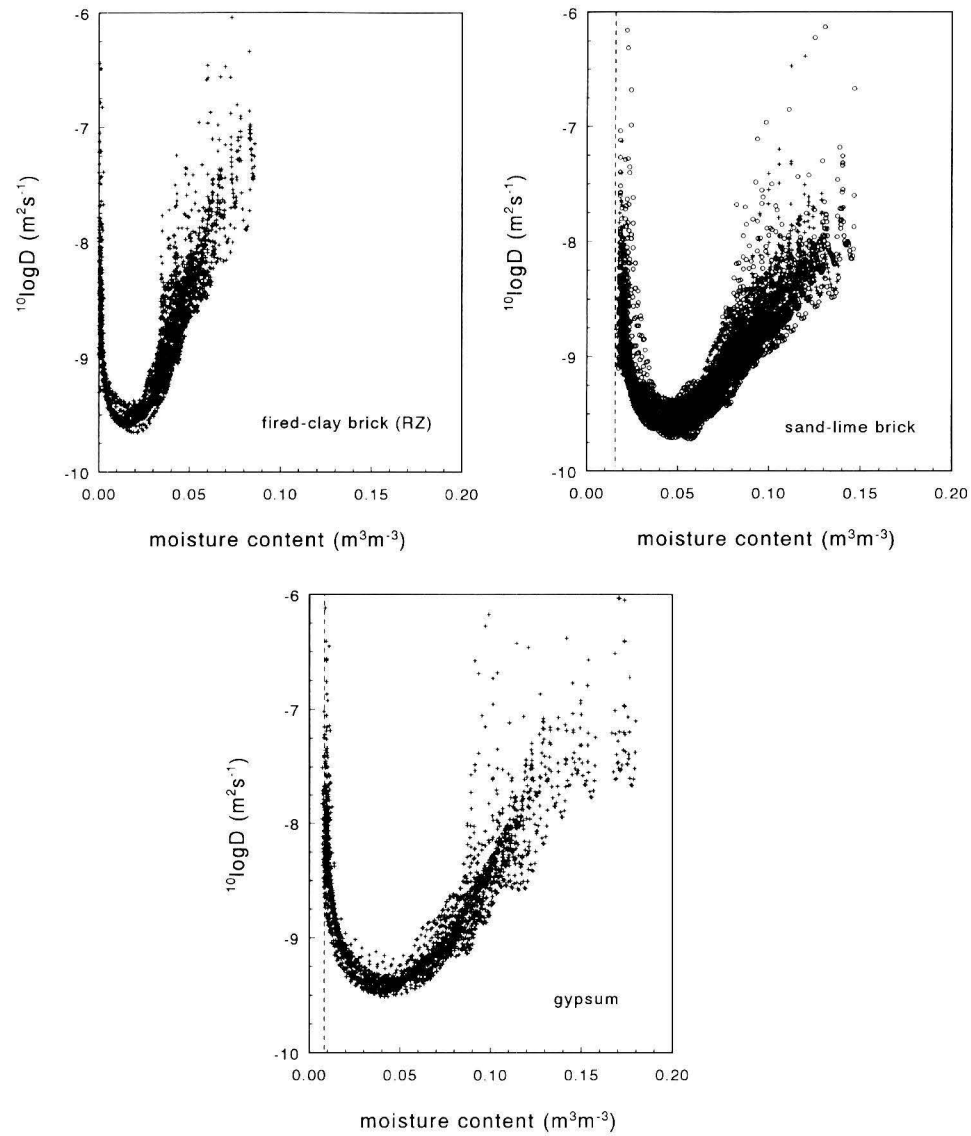 -6
-7
-8
-9
-10
¹⁰logD (m²s⁻¹)
fired-clay brick (RZ)
0.00 0.05 0.10 0.15 0.20
moisture content (m³m⁻³)
-6
-7
-8
-9
-10
¹⁰logD (m²s⁻¹)
sand-lime brick
0.00 0.05 0.10 0.15 0.20
moisture content (m³m⁻³)
-6
-7
-8
-9
-10
¹⁰logD (m²s⁻¹)
gypsum
0.00 0.05 0.10 0.15 0.20
moisture content (m³m⁻³)